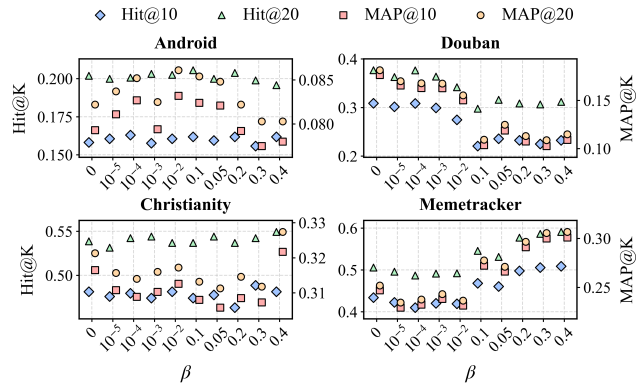 Hit@10 Hit@20 MAP@10 MAP@20
Android Douban
Hit@K
0.200
0.175
0.150
0.085
0.080
0 10⁻⁵ 10⁻⁴ 10⁻³ 10⁻² 0.1 0.05 0.2 0.3 0.4
0.4
0.3
0.2
0.15
0.10
MAP@K
0 10⁻⁵ 10⁻⁴ 10⁻³ 10⁻² 0.1 0.05 0.2 0.3 0.4
Christianity Memetracker
Hit@K
0.55
0.50
0.33
0.32
0.31
0 10⁻⁵ 10⁻⁴ 10⁻³ 10⁻² 0.1 0.05 0.2 0.3 0.4
β
0.6
0.5
0.4
0.30
0.25
MAP@K
0 10⁻⁵ 10⁻⁴ 10⁻³ 10⁻² 0.1 0.05 0.2 0.3 0.4
β